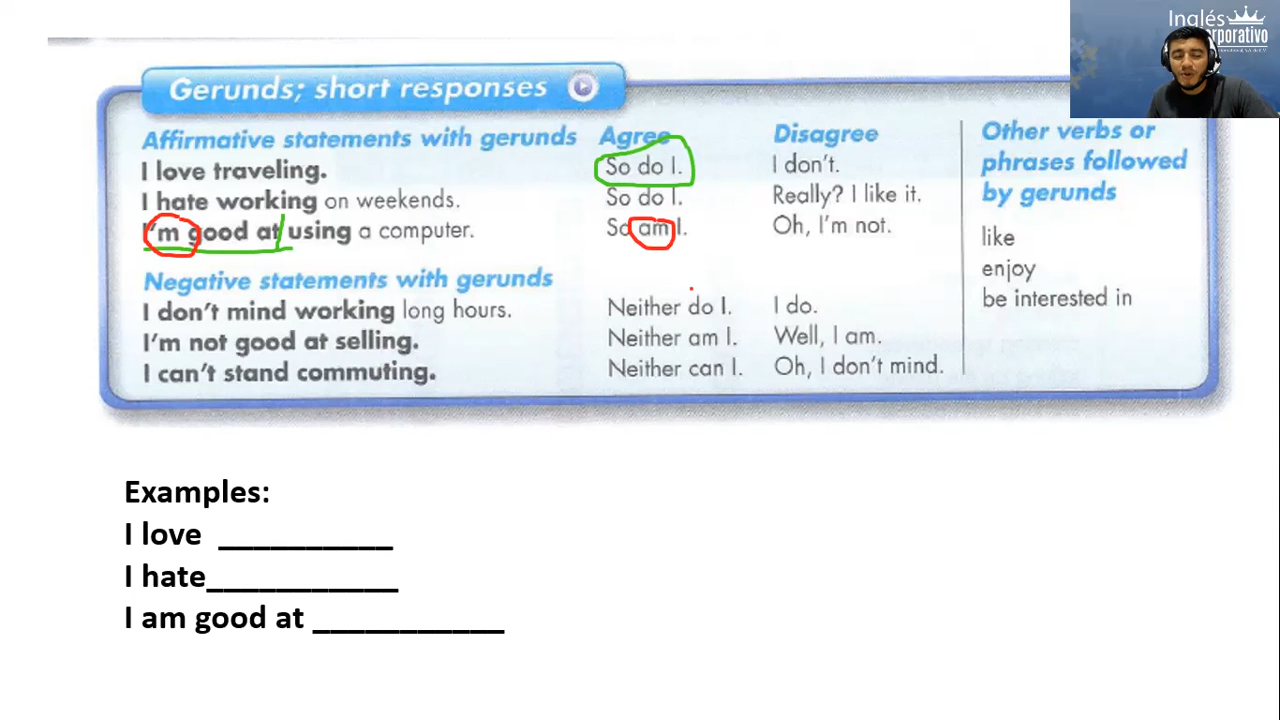 Inglés
Corporativo
Gerunds; short responses
Affirmative statements with gerunds
I love traveling.
I hate working on weekends.
I'm good at using a computer.
Agree
So do I.
So do I.
So am I.
Disagree
I don't.
Really? I like it.
Oh, I'm not.
Negative statements with gerunds
I don't mind working long hours.
I'm not good at selling.
I can't stand commuting.
Neither do I.
Neither am I.
Neither can I.
I do.
Well, I am.
Oh, I don't mind.
Other verbs or
phrases followed
by gerunds
like
enjoy
be interested in
Examples:
I love __________
I hate___________
I am good at ___________